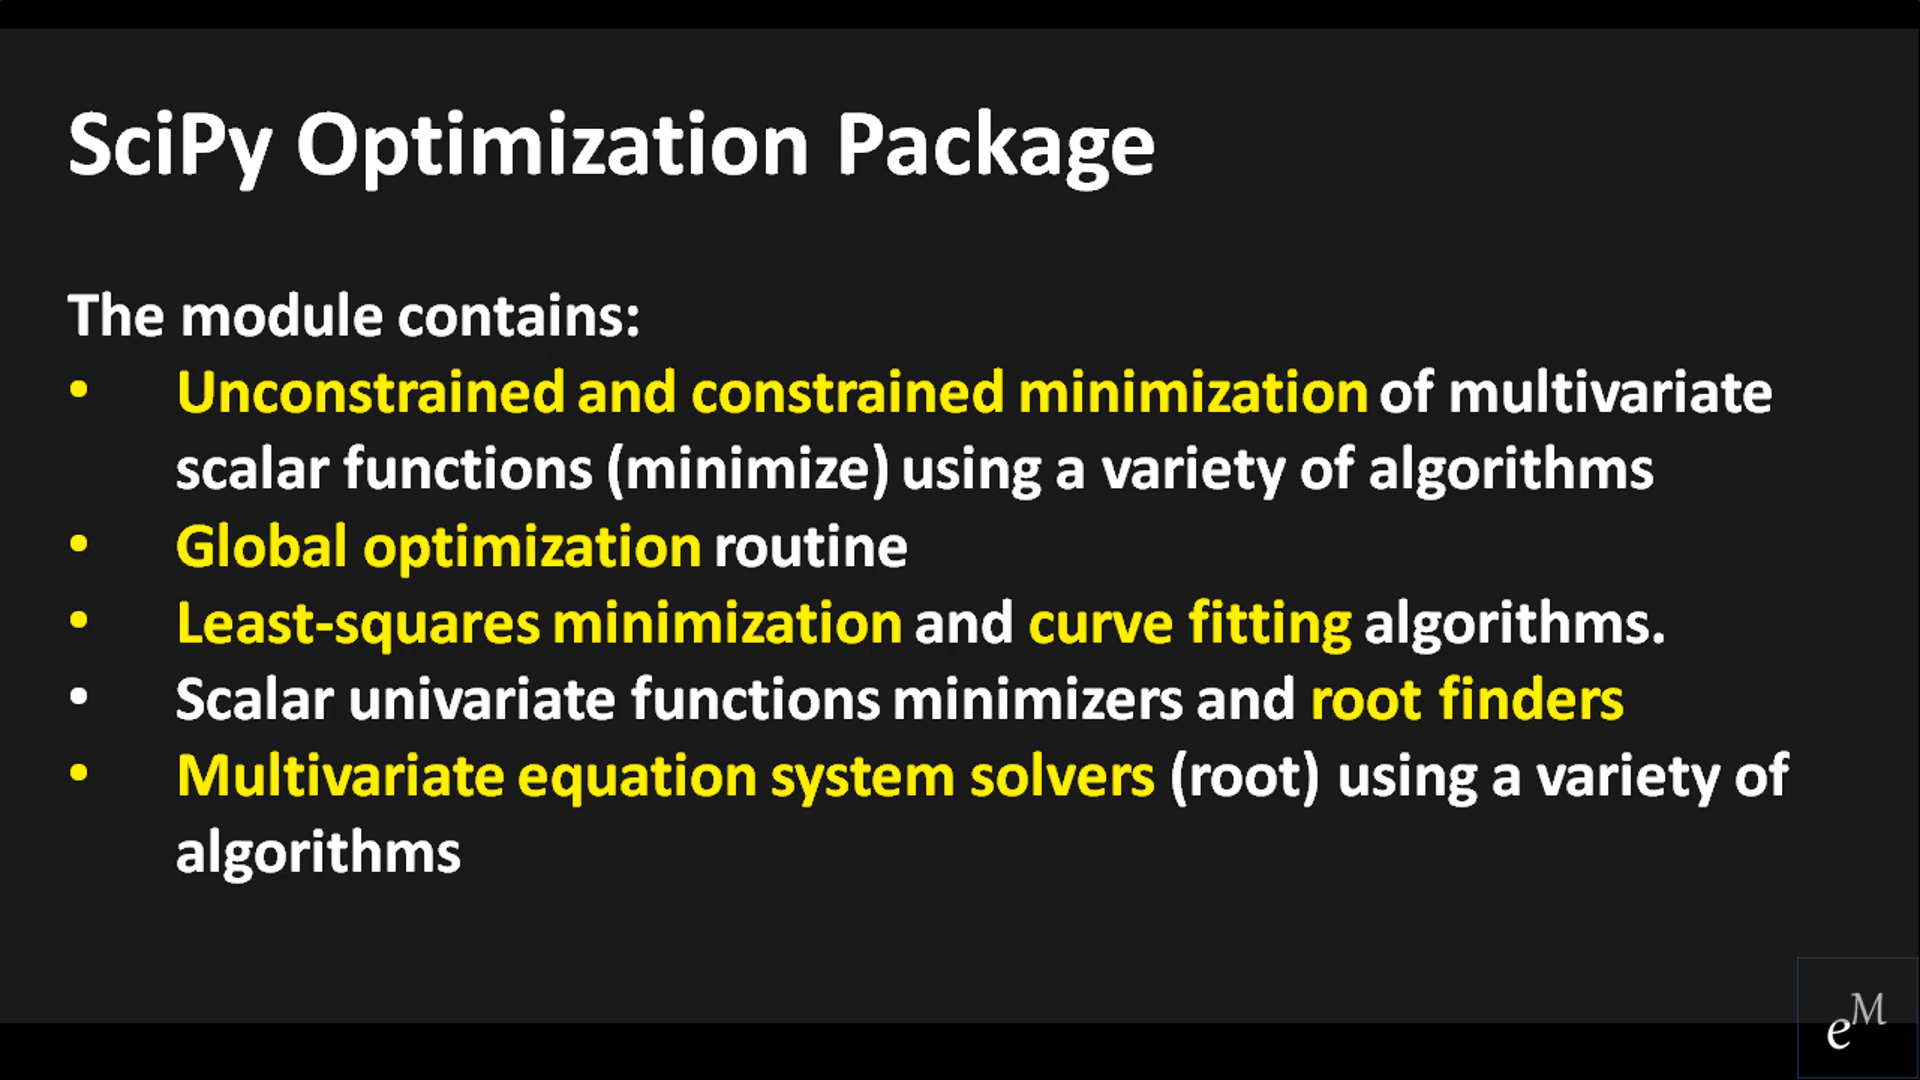 SciPy Optimization Package
The module contains:
• Unconstrained and constrained minimization of multivariate
scalar functions (minimize) using a variety of algorithms
• Global optimization routine
• Least-squares minimization and curve fitting algorithms.
• Scalar univariate functions minimizers and root finders
• Multivariate equation system solvers (root) using a variety of
algorithms
eM